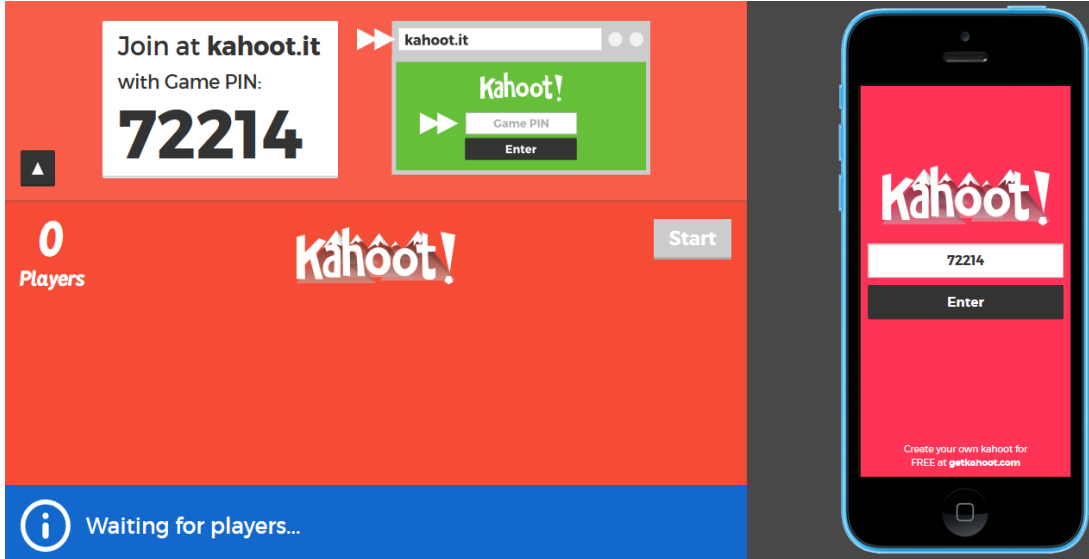 Join at kahoot.it
with Game PIN:
72214
kahoot.it
Kahoot!
Game PIN
Enter
▲
0
Players
Kahoot!
Start
Waiting for players...
Kahoot!
72214
Enter
Create your own kahoot for
FREE at getkahoot.com